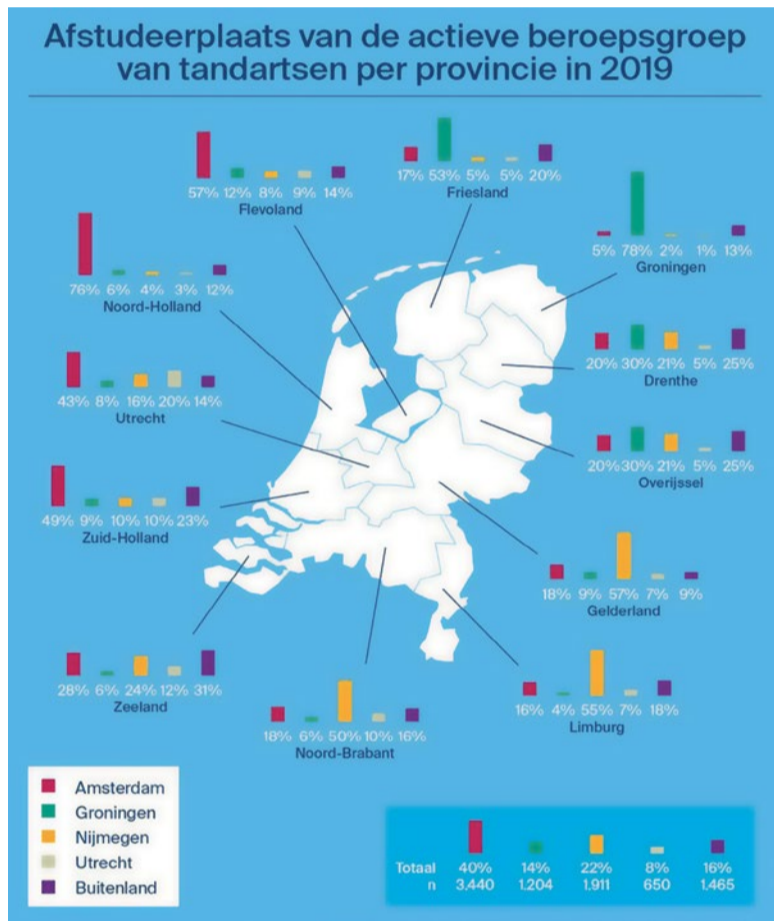 Afstudeerplaats van de actieve beroepsgroep
van tandartsen per provincie in 2019
17% 53% 5% 5% 20%
Friesland
57% 12% 8% 9% 14%
Flevoland
5% 78% 2% 1% 13%
Groningen
76% 6% 4% 3% 12%
Noord-Holland
20% 30% 21% 5% 25%
Drenthe
43% 8% 16% 20% 14%
Utrecht
20% 30% 21% 5% 25%
Overijssel
49% 9% 10% 10% 23%
Zuid-Holland
18% 9% 57% 7% 9%
Gelderland
28% 6% 24% 12% 31%
Zeeland
16% 4% 55% 7% 18%
Limburg
18% 6% 50% 10% 16%
Noord-Brabant
Amsterdam
Groningen
Nijmegen
Utrecht
Buitenland
Totaal 40% 14% 22% 8% 16%
n 3.440 1.204 1.911 650 1.465